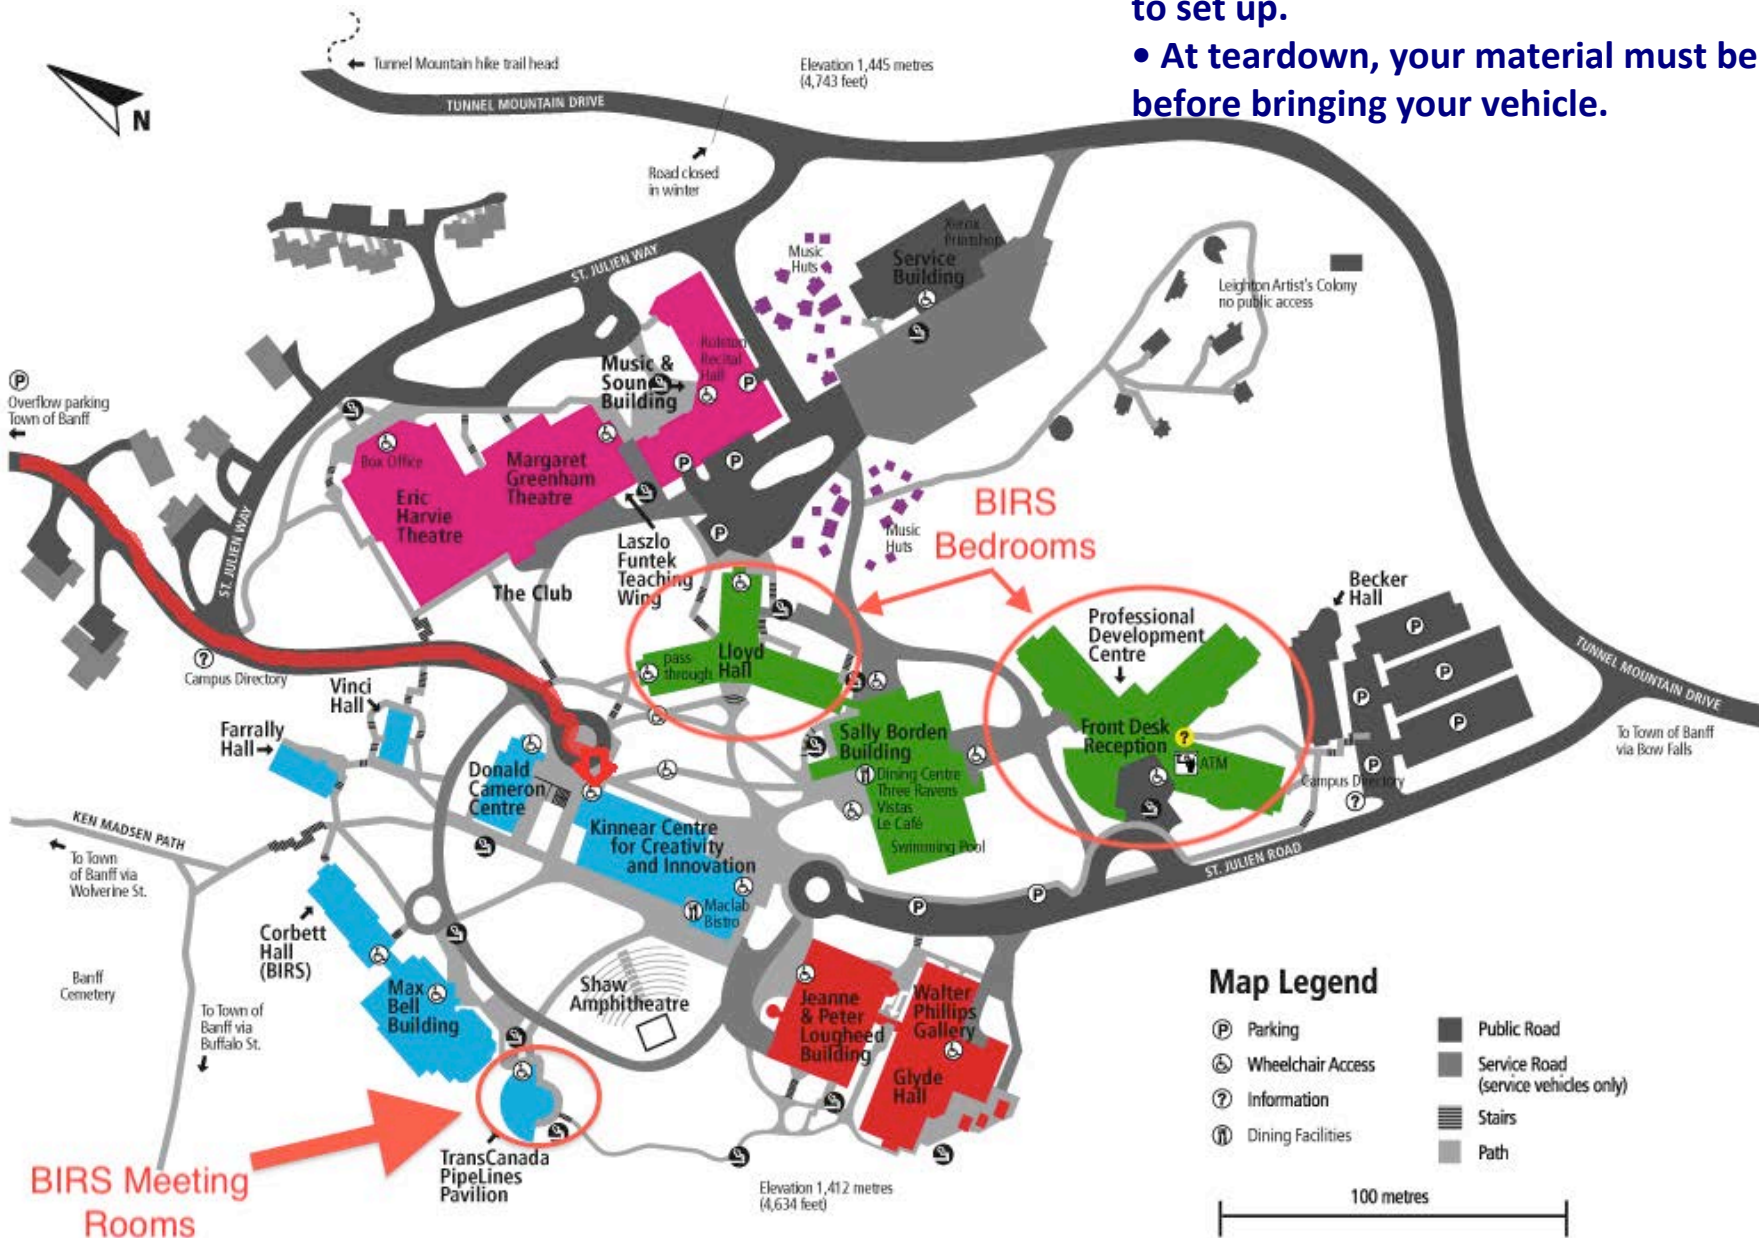 to set up.
• At teardown, your material must be
before bringing your vehicle.
Tunnel Mountain hike trail head
Elevation 1,445 metres
(4,743 feet)
TUNNEL MOUNTAIN DRIVE
N
Road closed
in winter
ST. JULIEN WAY
Music
Huts
Xerox
Printshop
Service
Building
Leighton Artist's Colony
no public access
Rolston
Recital
Hall
Music &
Sound
Building
P
P
Overflow parking
Town of Banff
Box Office
Margaret
Greenham
Theatre
P
P
Eric
Harvie
Theatre
ST. JULIEN WAY
P
Laszlo
Funtek
Teaching
Wing
Music
Huts
BIRS
Bedrooms
The Club
Becker
Hall
Professional
Development
Centre
P
P
P
P
P
TUNNEL MOUNTAIN DRIVE
To Town of Banff
via Bow Falls
?
Campus Directory
pass
through
Lloyd
Hall
Vinci
Hall
Farrally
Hall
Sally Borden
Building
Dining Centre
Three Ravens
Vistas
Le Café
Swimming Pool
Front Desk
Reception
?
ATM
Campus Directory
?
Donald
Cameron
Centre
Kinnear Centre
for Creativity
and Innovation
Maclab
Bistro
KEN MADSEN PATH
To Town
of Banff via
Wolverine St.
ST. JULIEN ROAD
P
P
Corbett
Hall
(BIRS)
Banff
Cemetery
To Town of
Banff via
Buffalo St.
Max
Bell
Building
Shaw
Amphitheatre
Jeanne
& Peter
Lougheed
Building
Walter
Phillips
Gallery
Glyde
Hall
BIRS Meeting
Rooms
TransCanada
PipeLines
Pavilion
Elevation 1,412 metres
(4,634 feet)
Map Legend
P Parking
Wheelchair Access
? Information
Dining Facilities
Public Road
Service Road
(service vehicles only)
Stairs
Path
100 metres